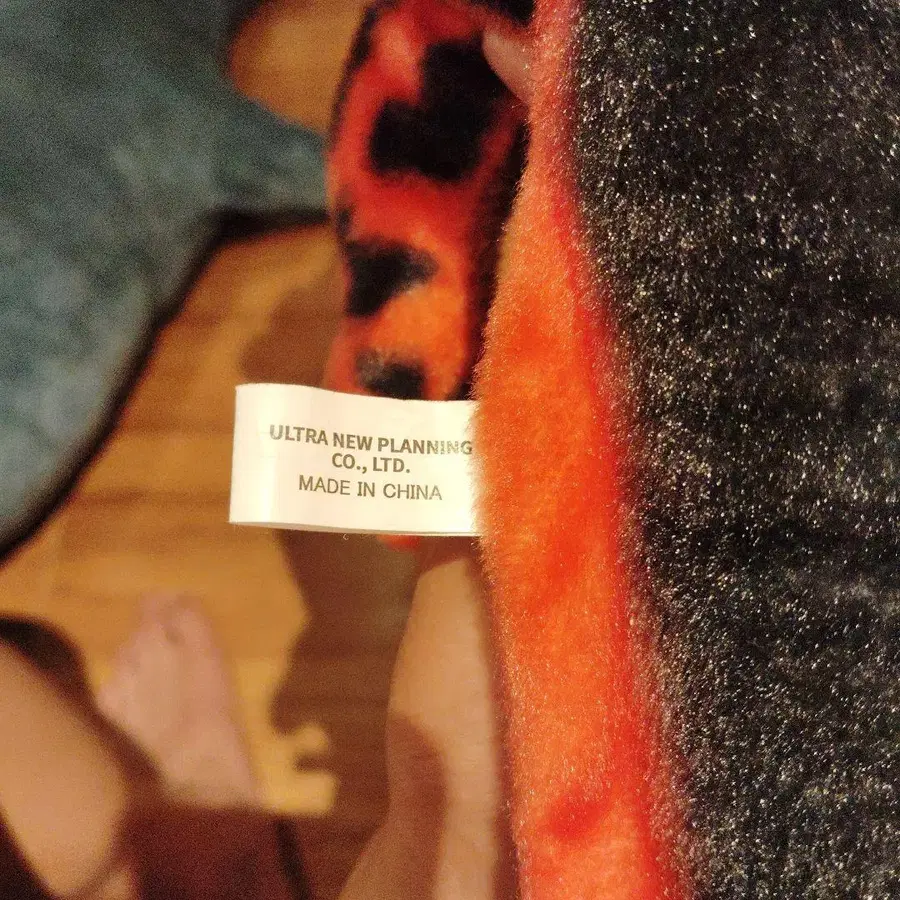 ULTRA NEW PLANNING
CO., LTD.
MADE IN CHINA